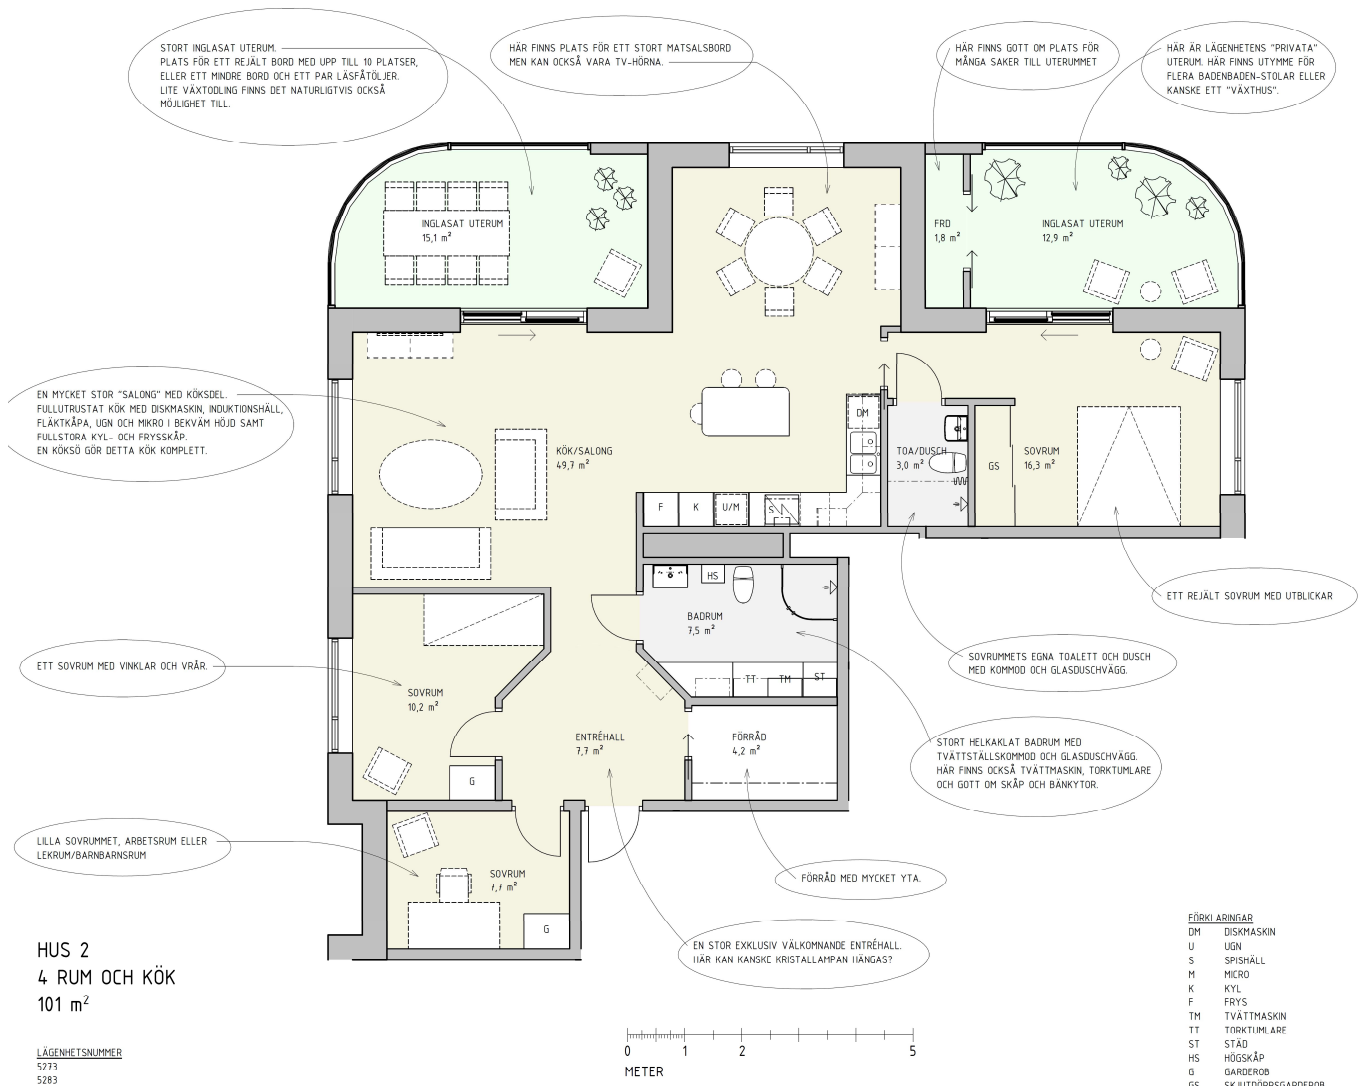 STORT INGLASAT UTERUM.
PLATS FÖR ETT REJÄLT BORD MED UPP TILL 10 PLATSER,
ELLER ETT MINDRE BORD OCH ETT PAR LÄSFÅTÖLJER.
LITE VÄXTODLING FINNS DET NATURLIGTVIS OCKSÅ
MÖJLIGHET TILL.
HÄR FINNS PLATS FÖR ETT STORT MATSALSBORD
MEN KAN OCKSÅ VARA TV-HÖRNA.
HÄR FINNS GOTT OM PLATS FÖR
MÅNGA SAKER TILL UTERUMMET
HÄR ÄR LÄGENHETENS "PRIVATA"
UTERUM. HÄR FINNS UTYMME FÖR
FLERA BADENBADEN-STOLAR ELLER
KANSKE ETT "VÄXTHUS".
INGLASAT UTERUM
15,1 m²
FRD
1,8 m²
INGLASAT UTERUM
12,9 m²
EN MYCKET STOR "SALONG" MED KÖKSDEL.
FULLUTRUSTAT KÖK MED DISKMASKIN, INDUKTIONSHÄLL,
FLÄKTKÅPA, UGN OCH MIKRO I BEKVÄM HÖJD SAMT
FULLSTORA KYL- OCH FRYSSKÅP.
EN KÖKSÖ GÖR DETTA KÖK KOMPLETT.
KÖK/SALONG
49,7 m²
DM
TOA/DUSCH
3,0 m²
GS
SOVRUM
16,3 m²
F
K
U/M
S
HS
BADRUM
7,5 m²
TT
TM
ST
ETT REJÄLT SOVRUM MED UTBLICKAR
SOVRUMMETS EGNA TOALETT OCH DUSCH
MED KOMMOD OCH GLASDUSCHVÄGG.
ETT SOVRUM MED VINKLAR OCH VRÅR.
SOVRUM
10,2 m²
G
ENTRÉHALL
7,7 m²
FÖRRÅD
4,2 m²
STORT HELKAKLAT BADRUM MED
TVÄTTSTÄLLSKOMMOD OCH GLASDUSCHVÄGG.
HÄR FINNS OCKSÅ TVÄTTMASKIN, TORKTUMLARE
OCH GOTT OM SKÅP OCH BÄNKYTOR.
LILLA SOVRUMMET, ARBETSRUM ELLER
LEKRUM/BARNBARNSRUM
SOVRUM
m²
G
FÖRRÅD MED MYCKET YTA.
EN STOR EXKLUSIV VÄLKOMNANDE ENTRÉHALL.
HÄR KAN KANSKE KRISTALLAMPAN HÄNGAS?
HUS 2
4 RUM OCH KÖK
101 m²
LÄGENHETSNUMMER
5273
5283
0 1 2 5
METER
FÖRKLARINGAR
DM DISKMASKIN
U UGN
S SPISHÄLL
M MICRO
K KYL
F FRYS
TM TVÄTTMASKIN
TT TORKTUMLARE
ST STÄD
HS HÖGSKÅP
G GARDEROB
GS SKJUTDÖRRSGARDEROB